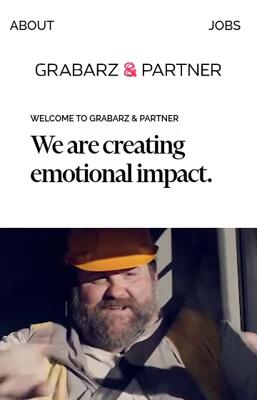 ABOUT JOBS
GRABARZ & PARTNER
WELCOME TO GRABARZ & PARTNER
We are creating
emotional impact.